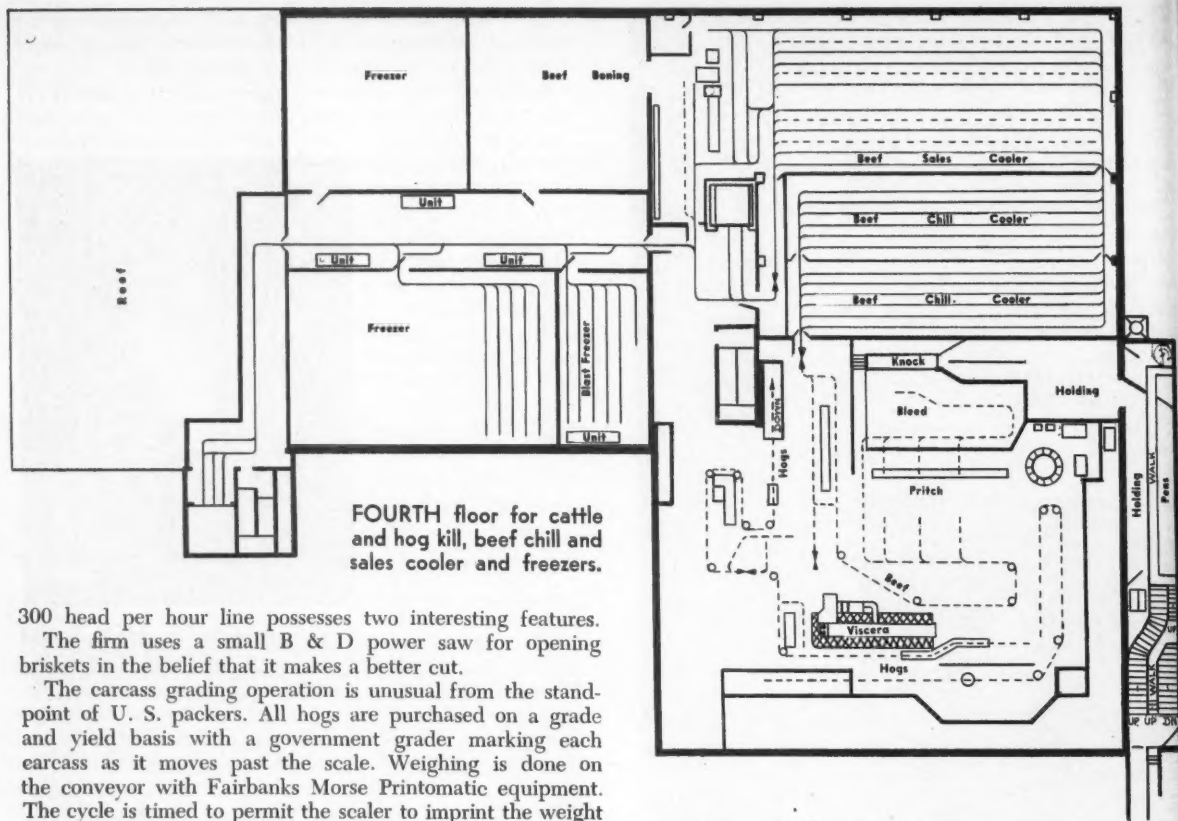 Freezer
Beef Boning
Unit
Roof
Unit
Unit
Freezer
Blast Freezer
Unit
Beef Sales Cooler
Beef Chill Cooler
Beef Chill Cooler
Knock
Holding
Bleed
Pritch
DOWN
Hogs
Beef
Viscera
Hogs
Holding
WALK
Pens
UP
WALK
UP UP DN
FOURTH floor for cattle
and hog kill, beef chill and
sales cooler and freezers.
300 head per hour line possesses two interesting features.
The firm uses a small B & D power saw for opening
briskets in the belief that it makes a better cut.
The carcass grading operation is unusual from the stand-
point of U. S. packers. All hogs are purchased on a grade
and yield basis with a government grader marking each
earcass as it moves past the scale. Weighing is done on
the conveyor with Fairbanks Morse Printomatic equipment.
The cycle is timed to permit the scaler to imprint the weight